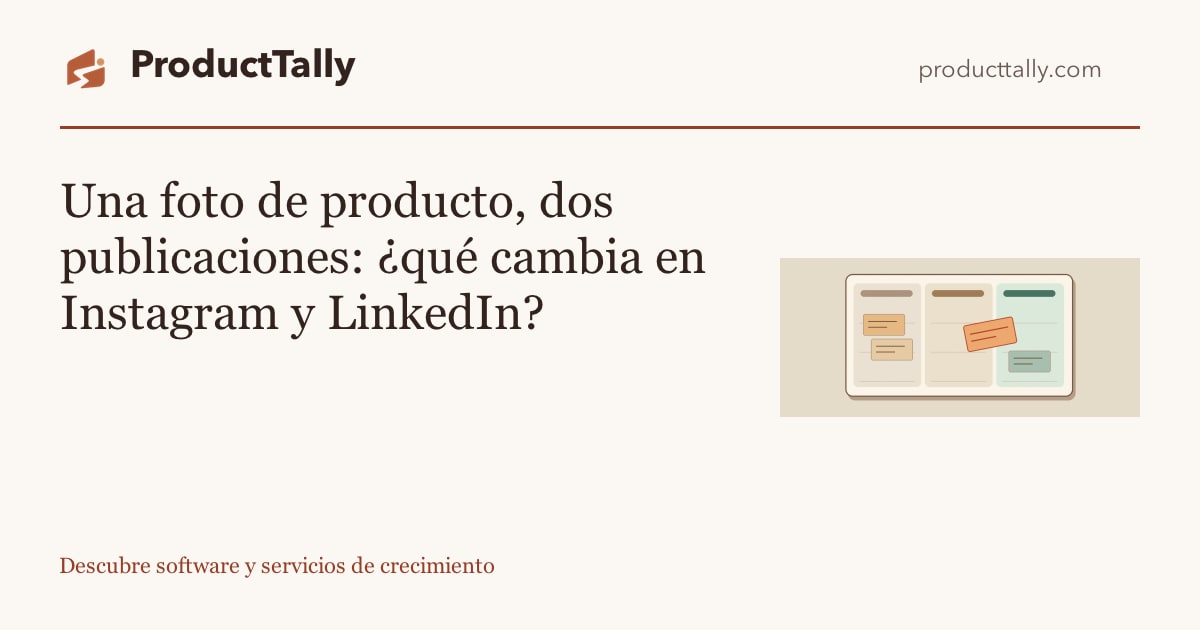 ProductTally
producttally.com
Una foto de producto, dos
publicaciones: ¿qué cambia en
Instagram y LinkedIn?
Descubre software y servicios de crecimiento